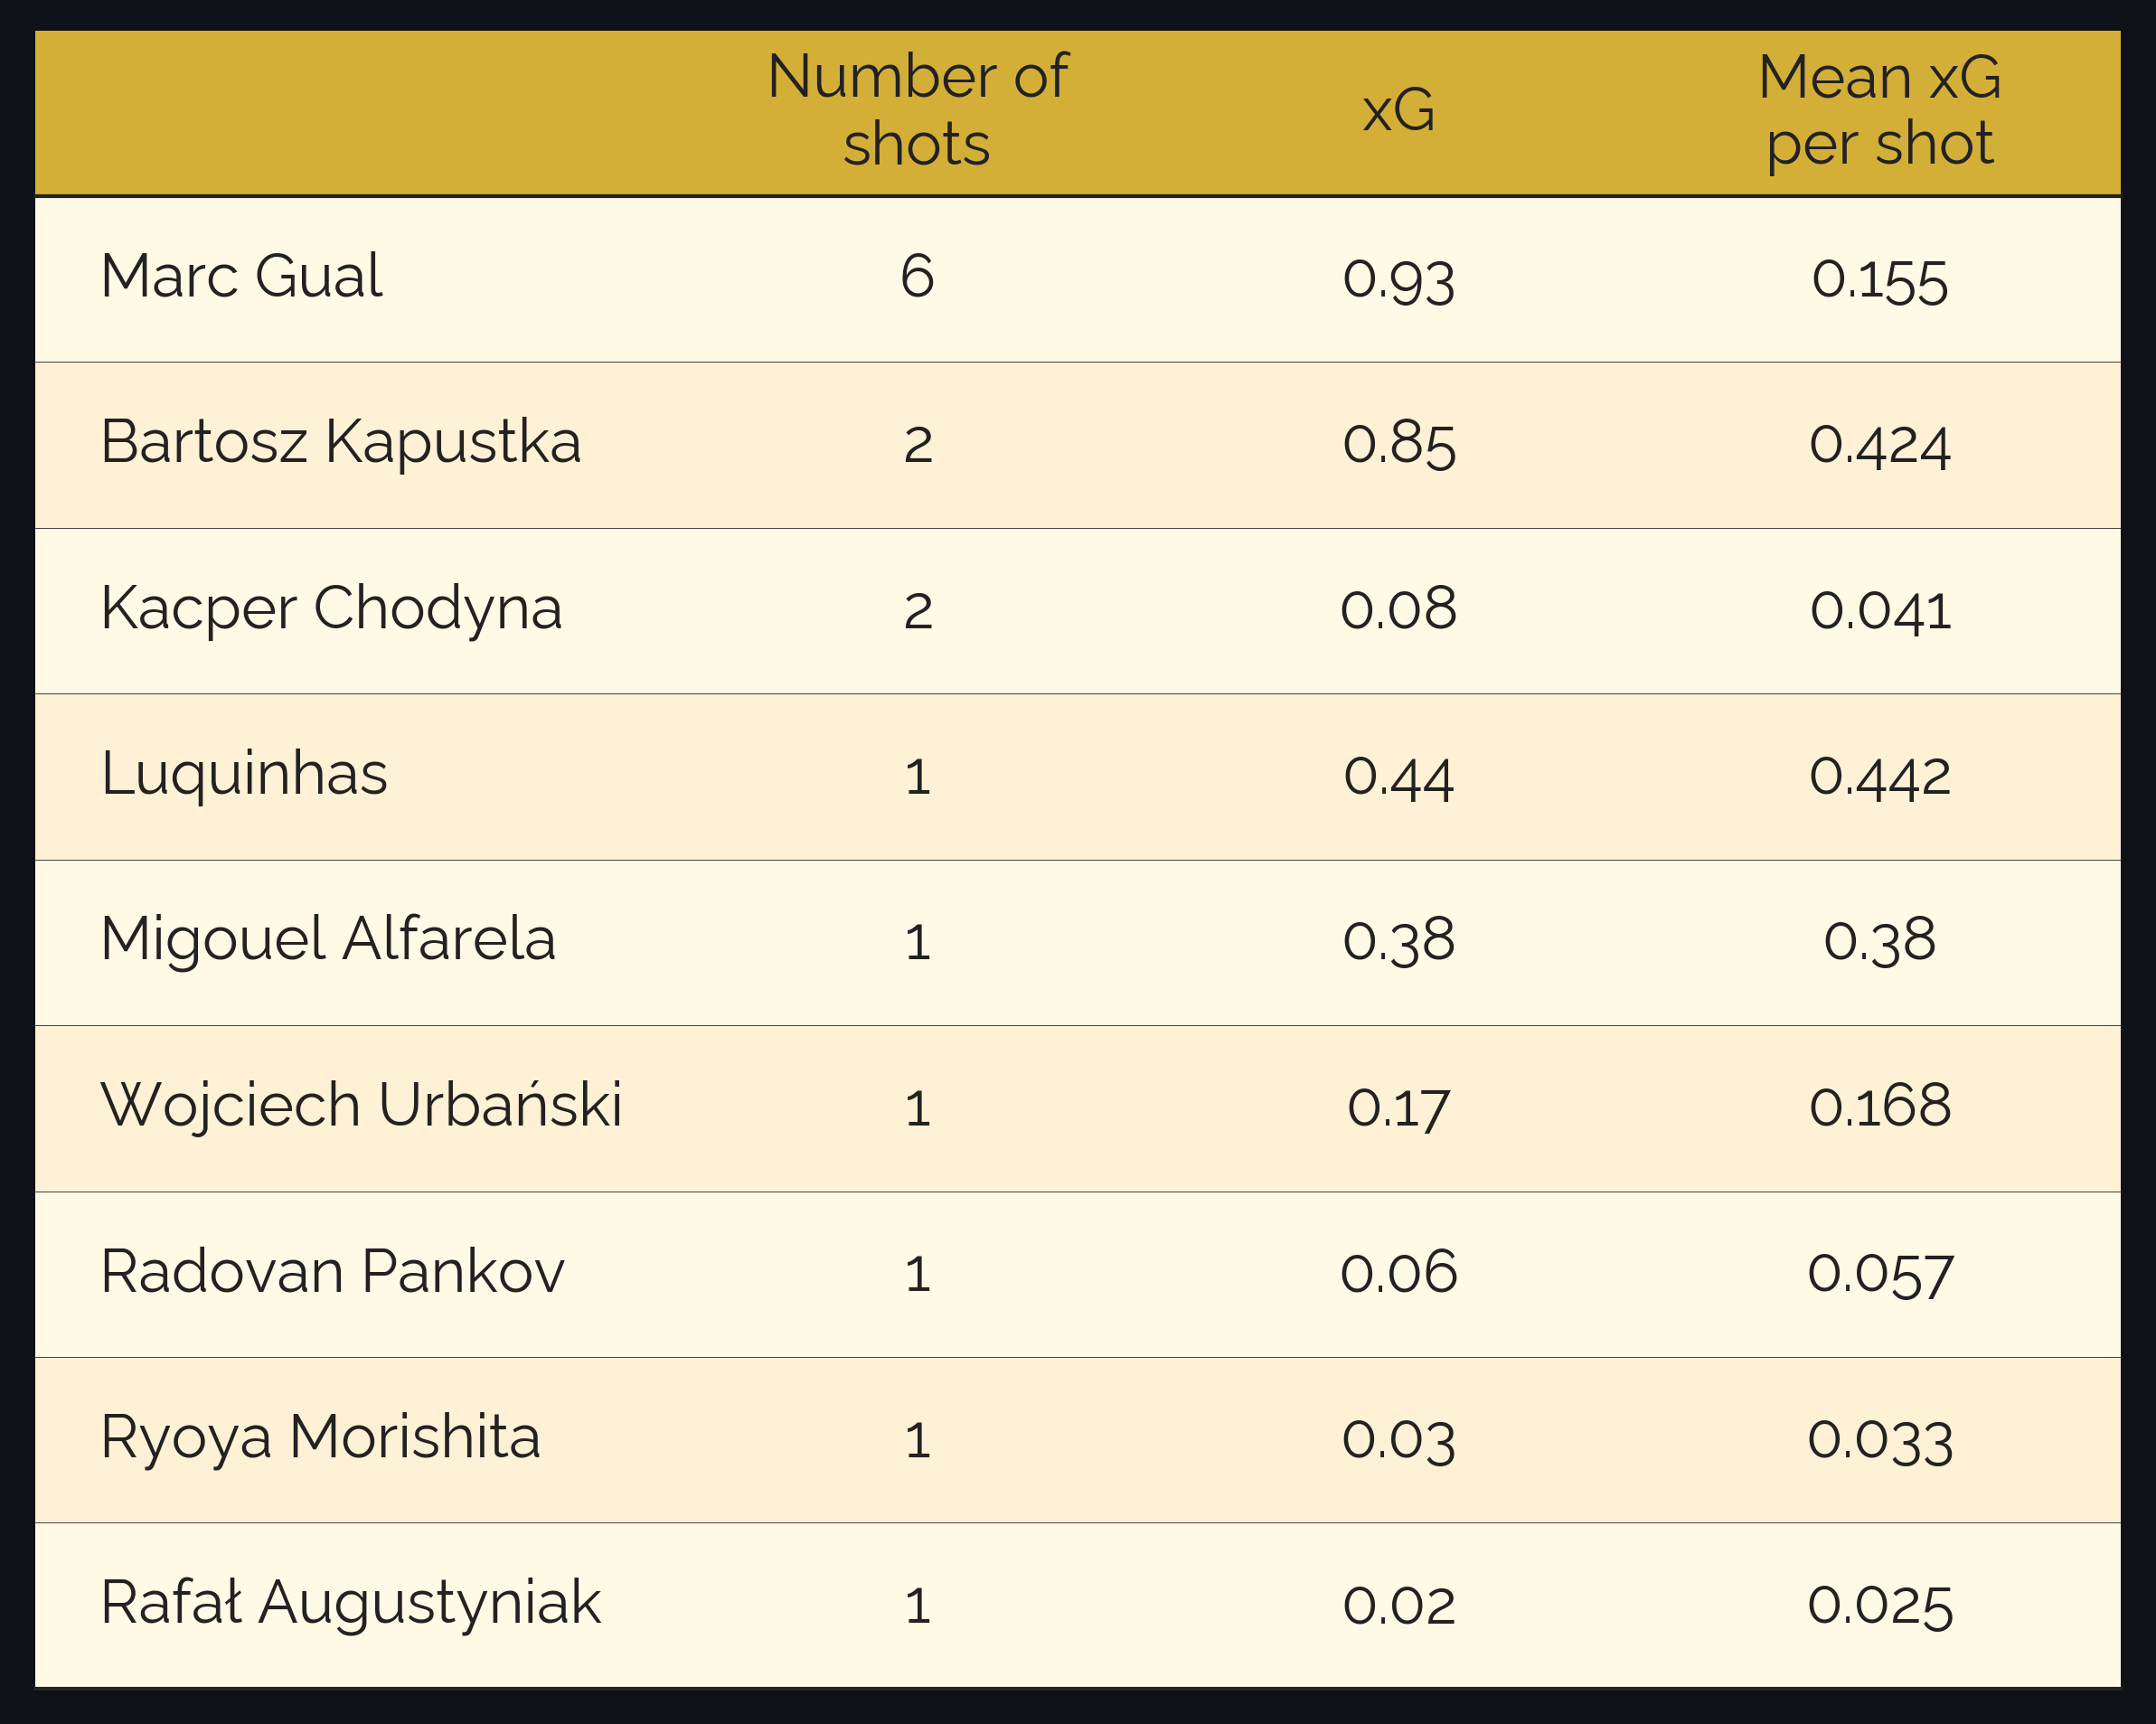 Number of shots xG Mean xG per shot
Marc Gual 6 0.93 0.155
Bartosz Kapustka 2 0.85 0.424
Kacper Chodyna 2 0.08 0.041
Luquinhas 1 0.44 0.442
Migouel Alfarela 1 0.38 0.38
Wojciech Urbański 1 0.17 0.168
Radovan Pankov 1 0.06 0.057
Ryoya Morishita 1 0.03 0.033
Rafał Augustyniak 1 0.02 0.025